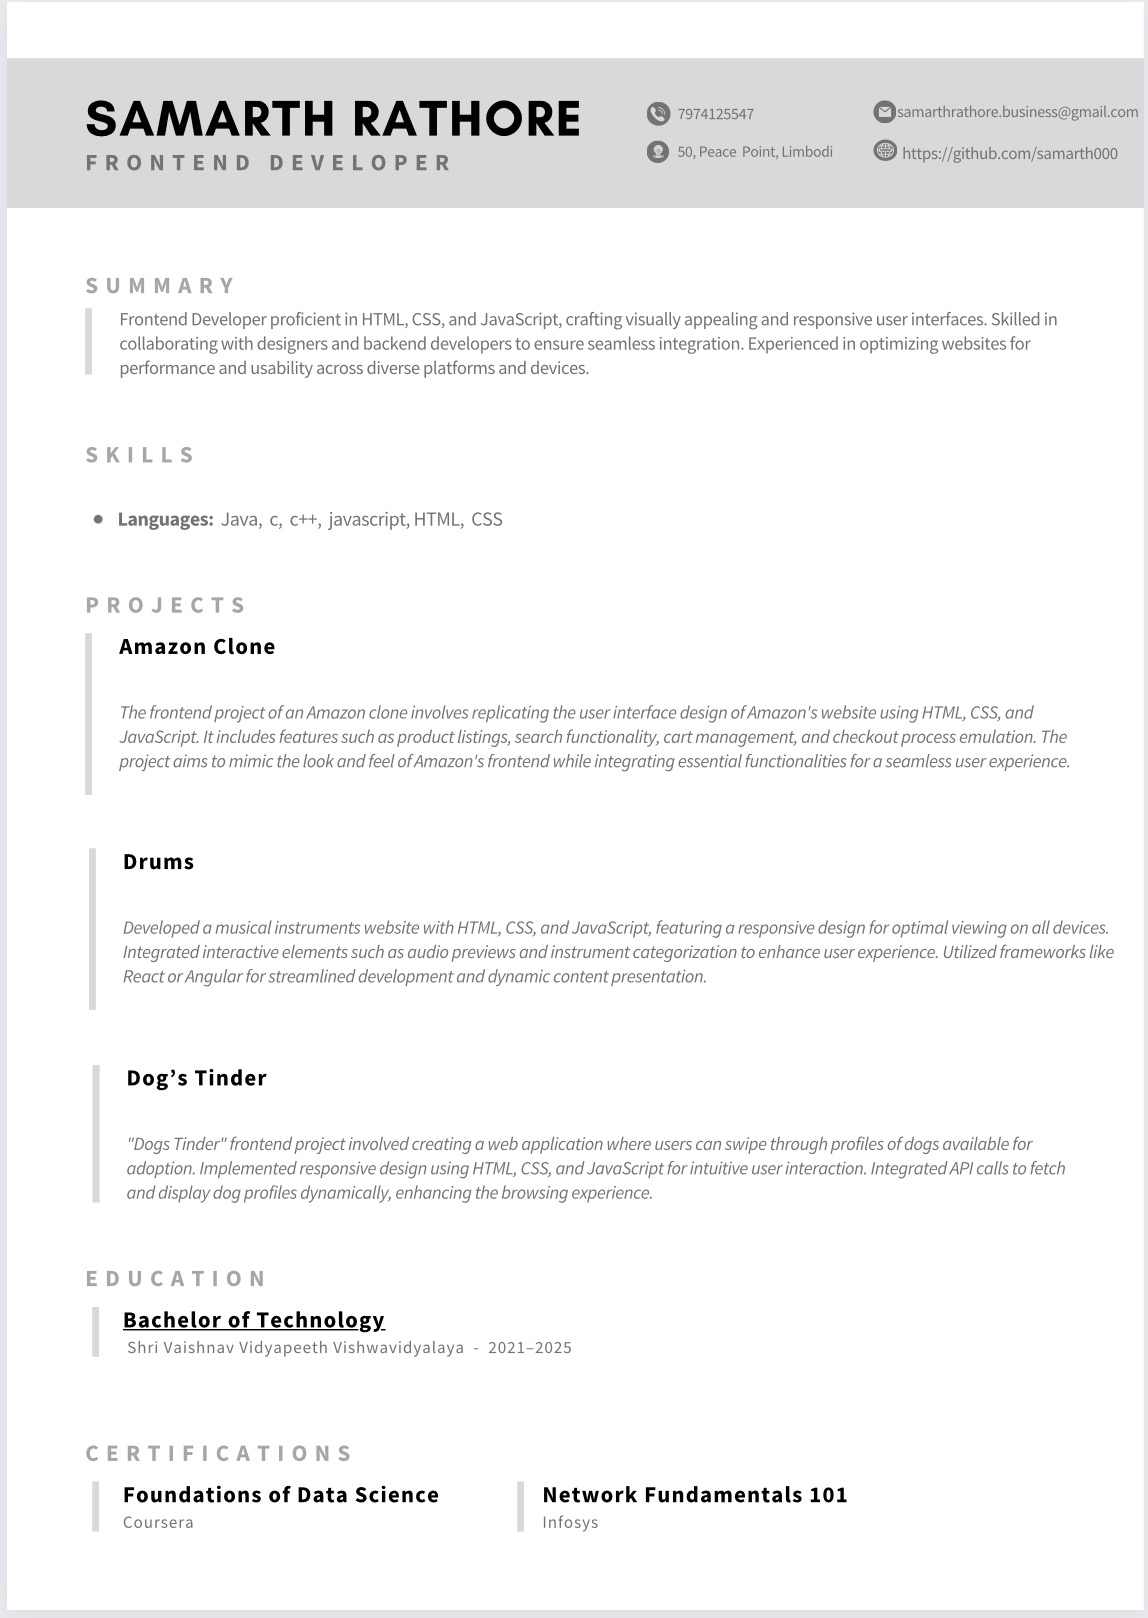 SAMARTH RATHORE
FRONTEND DEVELOPER
7974125547
50, Peace Point, Limbodi
samarthrathore.business@gmail.com
https://github.com/samarth000
SUMMARY
Frontend Developer proficient in HTML, CSS, and JavaScript, crafting visually appealing and responsive user interfaces. Skilled in
collaborating with designers and backend developers to ensure seamless integration. Experienced in optimizing websites for
performance and usability across diverse platforms and devices.
SKILLS
• Languages: Java, c, c++, javascript, HTML, CSS
PROJECTS
Amazon Clone
The frontend project of an Amazon clone involves replicating the user interface design of Amazon's website using HTML, CSS, and
JavaScript. It includes features such as product listings, search functionality, cart management, and checkout process emulation. The
project aims to mimic the look and feel of Amazon's frontend while integrating essential functionalities for a seamless user experience.
Drums
Developed a musical instruments website with HTML, CSS, and JavaScript, featuring a responsive design for optimal viewing on all devices.
Integrated interactive elements such as audio previews and instrument categorization to enhance user experience. Utilized frameworks like
React or Angular for streamlined development and dynamic content presentation.
Dog’s Tinder
"Dogs Tinder" frontend project involved creating a web application where users can swipe through profiles of dogs available for
adoption. Implemented responsive design using HTML, CSS, and JavaScript for intuitive user interaction. Integrated API calls to fetch
and display dog profiles dynamically, enhancing the browsing experience.
EDUCATION
Bachelor of Technology
Shri Vaishnav Vidyapeeth Vishwavidyalaya - 2021–2025
CERTIFICATIONS
Foundations of Data Science
Coursera
Network Fundamentals 101
Infosys